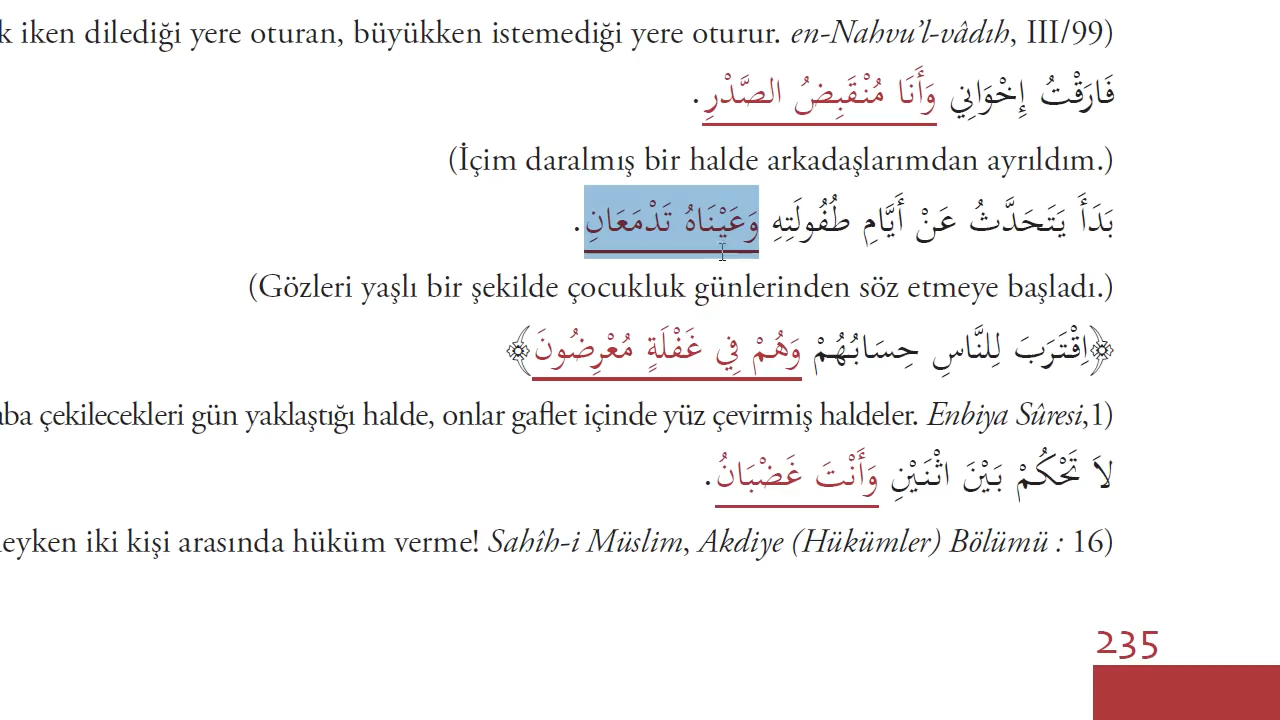 iken dilediği yere oturan, büyükken istemediği yere oturur. en-Nahvu’l-vâdıh, III/99)
فَارَقْتُ إِخْوَانِي وَأَنَا مُنْقَبِضُ الصَّدْرِ.
(İçim daralmış bir halde arkadaşlarımdan ayrıldım.)
بَدَأَ يَتَحَدَّثُ عَنْ أَيَّامِ طُفُولَتِهِ وَعَيْنَاهُ تَدْمَعَانِ.
(Gözleri yaşlı bir şekilde çocukluk günlerinden söz etmeye başladı.)
﴿اِقْتَرَبَ لِلنَّاسِ حِسَابُهُمْ وَهُمْ فِي غَفْلَةٍ مُعْرِضُونَ﴾
çekilecekleri gün yaklaştığı halde, onlar gaflet içinde yüz çevirmiş haldeler. Enbiya Sûresi,1)
لاَ تَحْكُمْ بَيْنَ اثْنَيْنِ وَأَنْتَ غَضْبَانُ.
iki kişi arasında hüküm verme! Sahîh-i Müslim, Akdiye (Hükümler) Bölümü : 16)
235